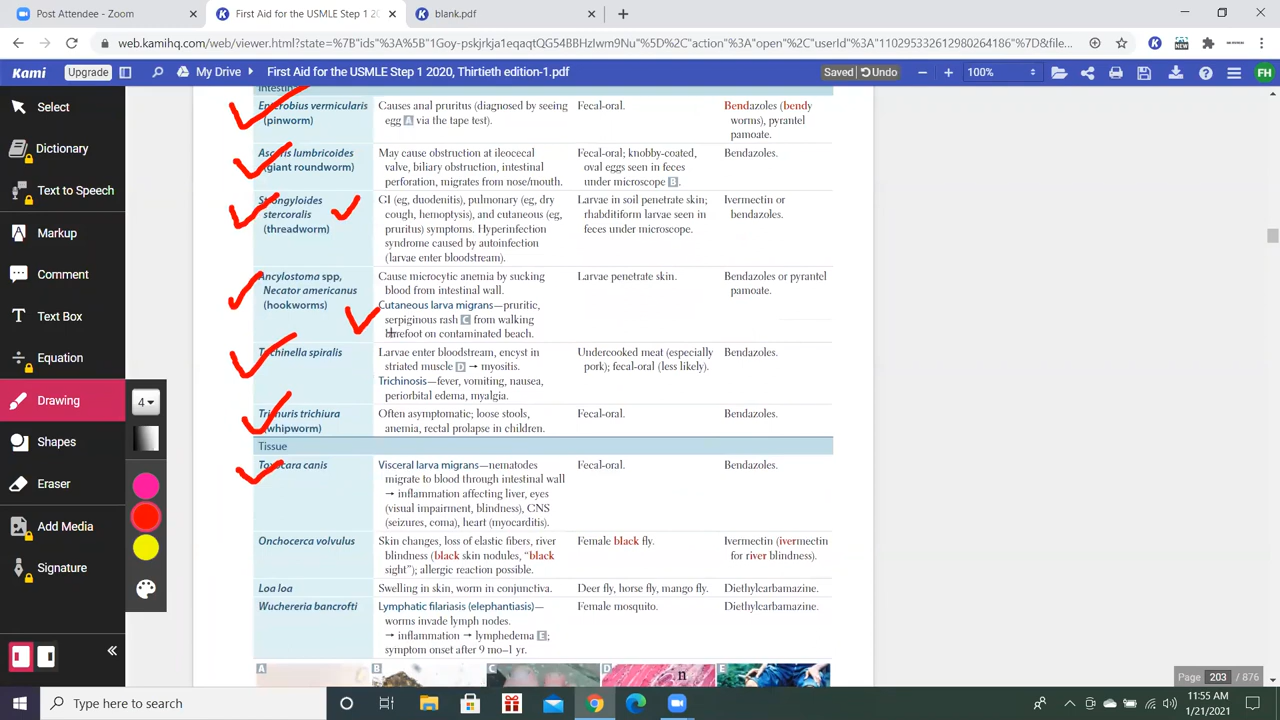 Post Attendee - Zoom
First Aid for the USMLE Step 1 20
blank.pdf
web.kamihq.com/web/viewer.html?state=%7B"ids"%3A%5B"1Goy-pskjrkja1eqaqtQG54BBHzIwm9Nu"%5D%2C"action"%3A"open"%2C"userId"%3A"110295332612980264186"%7D&file...
NEW
Kami
Upgrade
My Drive
First Aid for the USMLE Step 1 2020, Thirtieth edition-1.pdf
Saved
Undo
100%
FH
Select
Dictionary
Text to Speech
Markup
Comment
Text Box
Equation
Drawing
4
Shapes
Eraser
Add Media
Signature
Enterobius vermicularis
(pinworm)
Causes anal pruritus (diagnosed by seeing
egg A via the tape test).
Fecal-oral.
Bendazoles (bendy
worms), pyrantel
pamoate.
Ascaris lumbricoides
(giant roundworm)
May cause obstruction at ileocecal
valve, biliary obstruction, intestinal
perforation, migrates from nose/mouth.
Fecal-oral; knobby-coated,
oval eggs seen in feces
under microscope B.
Bendazoles.
Strongyloides
stercoralis
(threadworm)
GI (eg, duodenitis), pulmonary (eg, dry
cough, hemoptysis), and cutaneous (eg,
pruritus) symptoms. Hyperinfection
syndrome caused by autoinfection
(larvae enter bloodstream).
Larvae in soil penetrate skin;
rhabditiform larvae seen in
feces under microscope.
Ivermectin or
bendazoles.
Ancylostoma spp,
Necator americanus
(hookworms)
Cause microcytic anemia by sucking
blood from intestinal wall.
Cutaneous larva migrans—pruritic,
serpiginous rash C from walking
barefoot on contaminated beach.
Larvae penetrate skin.
Bendazoles or pyrantel
pamoate.
Trichinella spiralis
Larvae enter bloodstream, encyst in
striated muscle D → myositis.
Trichinosis—fever, vomiting, nausea,
periorbital edema, myalgia.
Undercooked meat (especially
pork); fecal-oral (less likely).
Bendazoles.
Trichuris trichiura
(whipworm)
Often asymptomatic; loose stools,
anemia, rectal prolapse in children.
Fecal-oral.
Bendazoles.
Tissue
Toxocara canis
Visceral larva migrans—nematodes
migrate to blood through intestinal wall
→ inflammation affecting liver, eyes
(visual impairment, blindness), CNS
(seizures, coma), heart (myocarditis).
Fecal-oral.
Bendazoles.
Onchocerca volvulus
Skin changes, loss of elastic fibers, river
blindness (black skin nodules, "black
sight"); allergic reaction possible.
Female black fly.
Ivermectin (ivermectin
for river blindness).
Loa loa
Swelling in skin, worm in conjunctiva.
Deer fly, horse fly, mango fly.
Diethylcarbamazine.
Wuchereria bancrofti
Lymphatic filariasis (elephantiasis)—
worms invade lymph nodes.
→ inflammation → lymphedema E;
symptom onset after 9 mo–1 yr.
Female mosquito.
Diethylcarbamazine.
A
B
C
D
E
n
Page 203 / 876
Type here to search
11:55 AM
1/21/2021